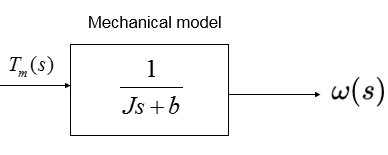 Mechanical model
T_m(s)
1
Js + b
ω(s)